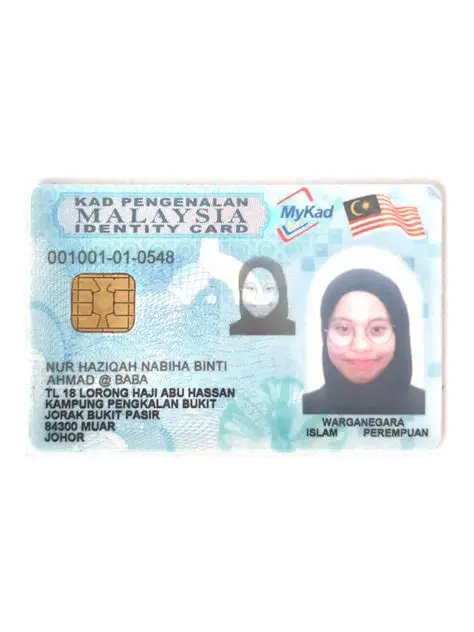 KAD PENGENALAN
MALAYSIA
IDENTITY CARD
MyKad
001001-01-0548
NUR HAZIQAH NABIHA BINTI
AHMAD @ BABA
TL 18 LORONG HAJI ABU HASSAN
KAMPUNG PENGKALAN BUKIT
JORAK BUKIT PASIR
84300 MUAR
JOHOR
WARGANEGARA
ISLAM PEREMPUAN